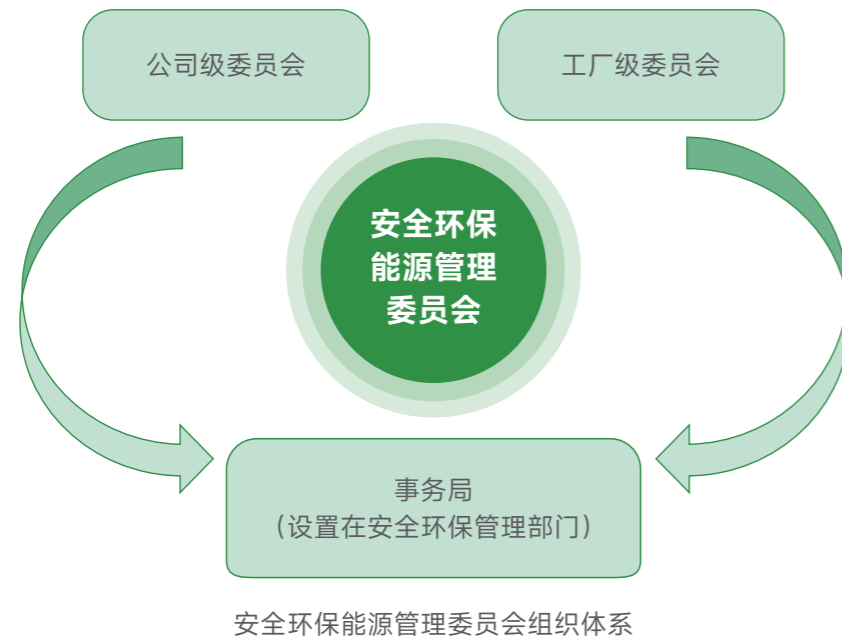 公司级委员会
工厂级委员会
安全环保
能源管理
委员会
事务局
（设置在安全环保管理部门）
安全环保能源管理委员会组织体系